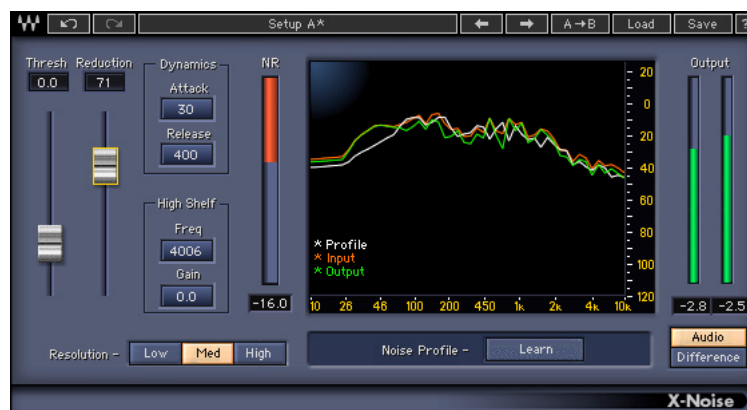 Setup A*
A→B
Load
Save
?
Thresh
Reduction
0.0
71
Dynamics
Attack
30
Release
400
High Shelf
Freq
4006
Gain
0.0
NR
-16.0
20
0
20
40
60
80
100
120
* Profile
* Input
* Output
10 26 46 100 200 450 1K 2K 4K 10K
Output
-2.8 -2.5
Resolution -
Low Med High
Noise Profile -
Learn
Audio
Difference
X-Noise